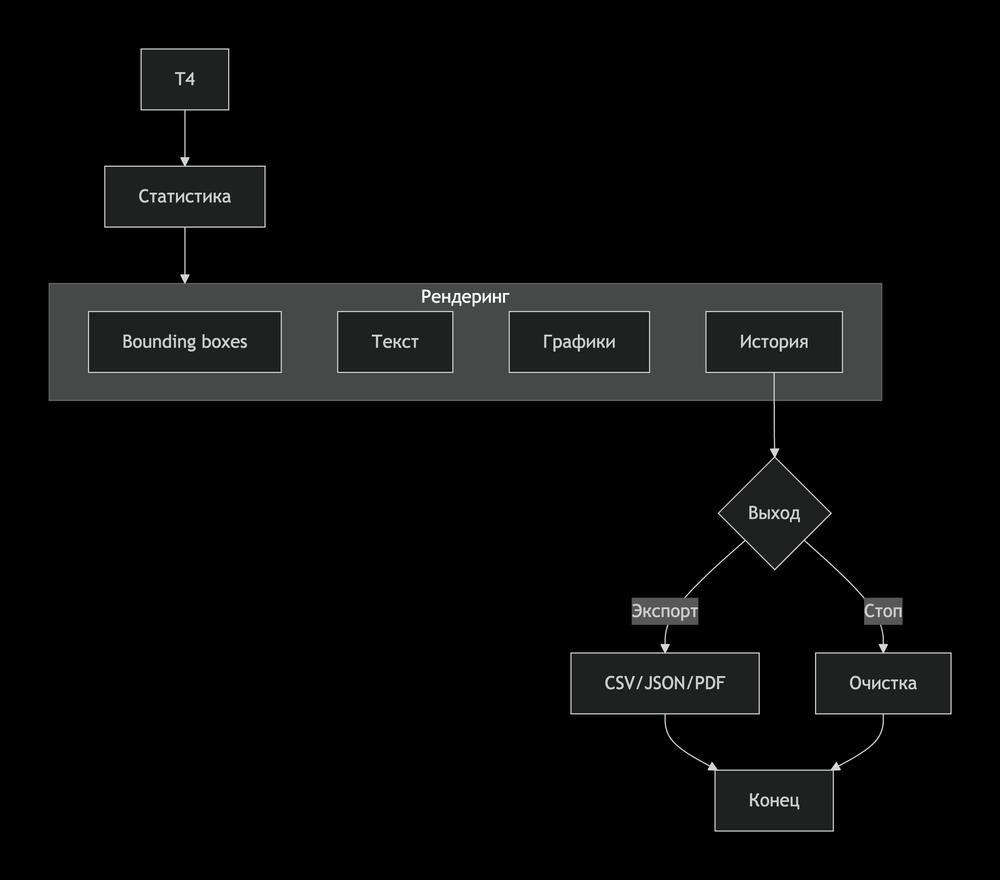 T4
Статистика
Рендеринг
Bounding boxes
Текст
Графики
История
Выход
Экспорт
Стоп
CSV/JSON/PDF
Очистка
Конец